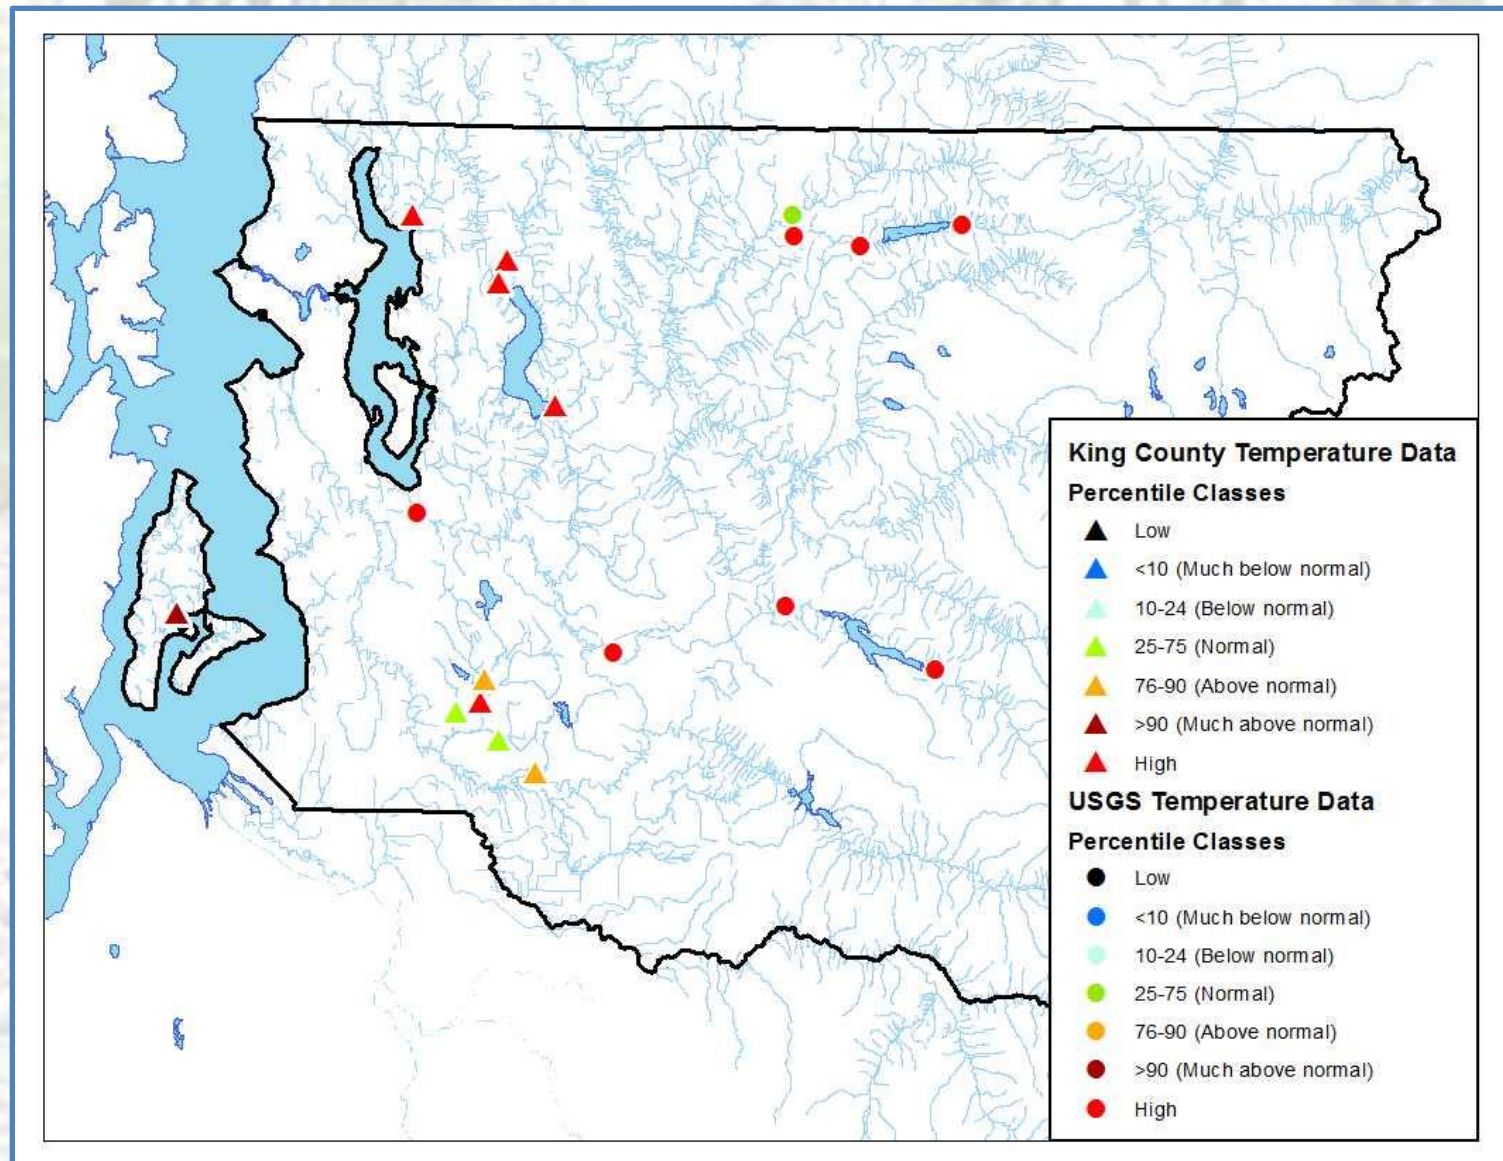 King County Temperature Data
Percentile Classes
Low
<10 (Much below normal)
10-24 (Below normal)
25-75 (Normal)
76-90 (Above normal)
>90 (Much above normal)
High
USGS Temperature Data
Percentile Classes
Low
<10 (Much below normal)
10-24 (Below normal)
25-75 (Normal)
76-90 (Above normal)
>90 (Much above normal)
High